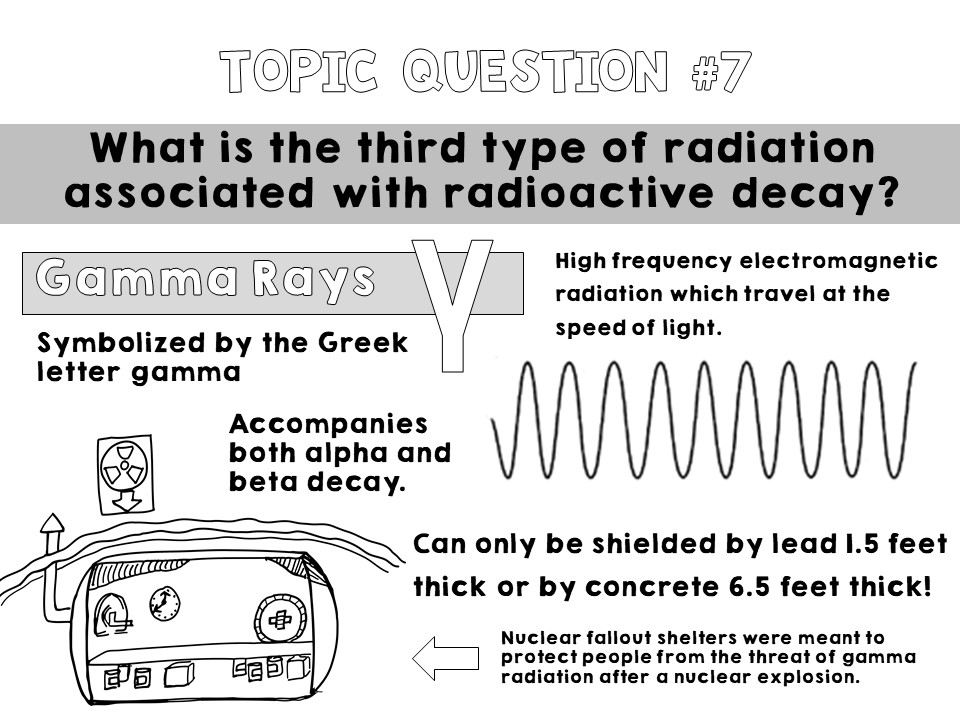 TOPIC QUESTION #7
What is the third type of radiation
associated with radioactive decay?
Gamma Rays
γ
Symbolized by the Greek
letter gamma
High frequency electromagnetic
radiation which travel at the
speed of light.
Accompanies
both alpha and
beta decay.
Can only be shielded by lead 1.5 feet
thick or by concrete 6.5 feet thick!
Nuclear fallout shelters were meant to
protect people from the threat of gamma
radiation after a nuclear explosion.